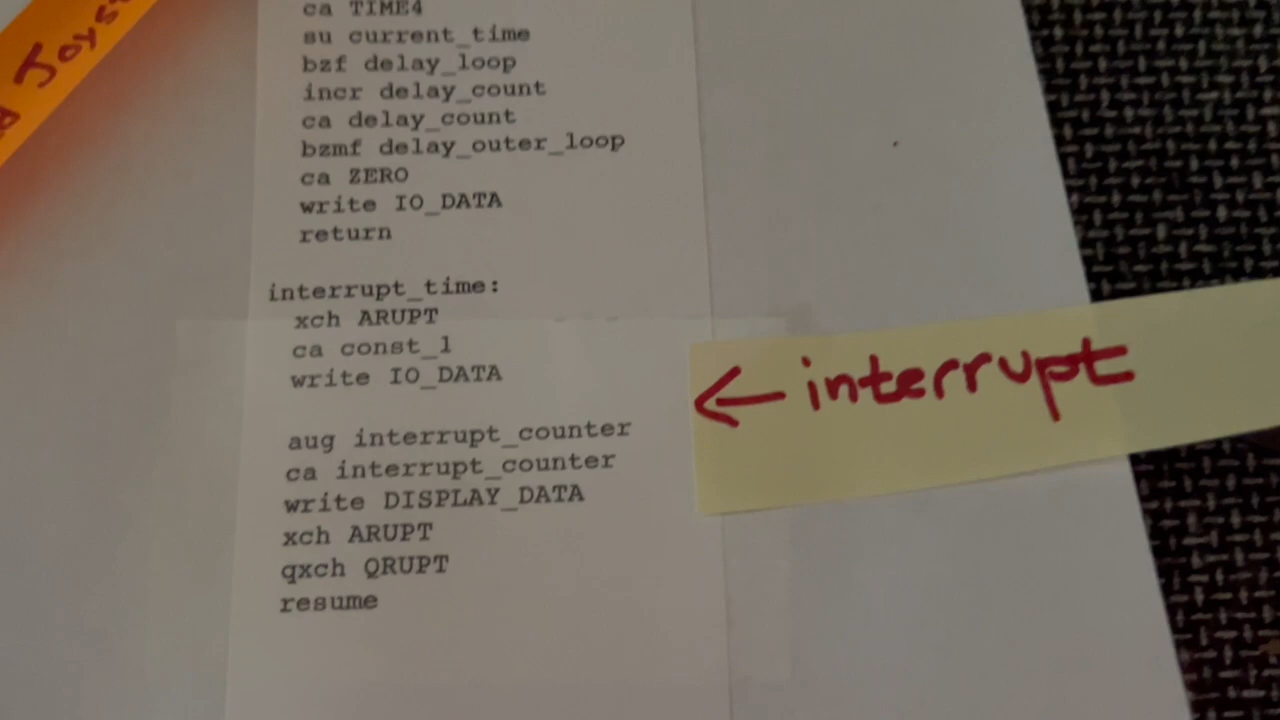 Joys
ca TIME4
su current_time
bzf delay_loop
incr delay_count
ca delay_count
bzmf delay_outer_loop
ca ZERO
write IO_DATA
return
interrupt_time:
xch ARUPT
ca const_1
write IO_DATA
← interrupt
aug interrupt_counter
ca interrupt_counter
write DISPLAY_DATA
xch ARUPT
qxch QRUPT
resume